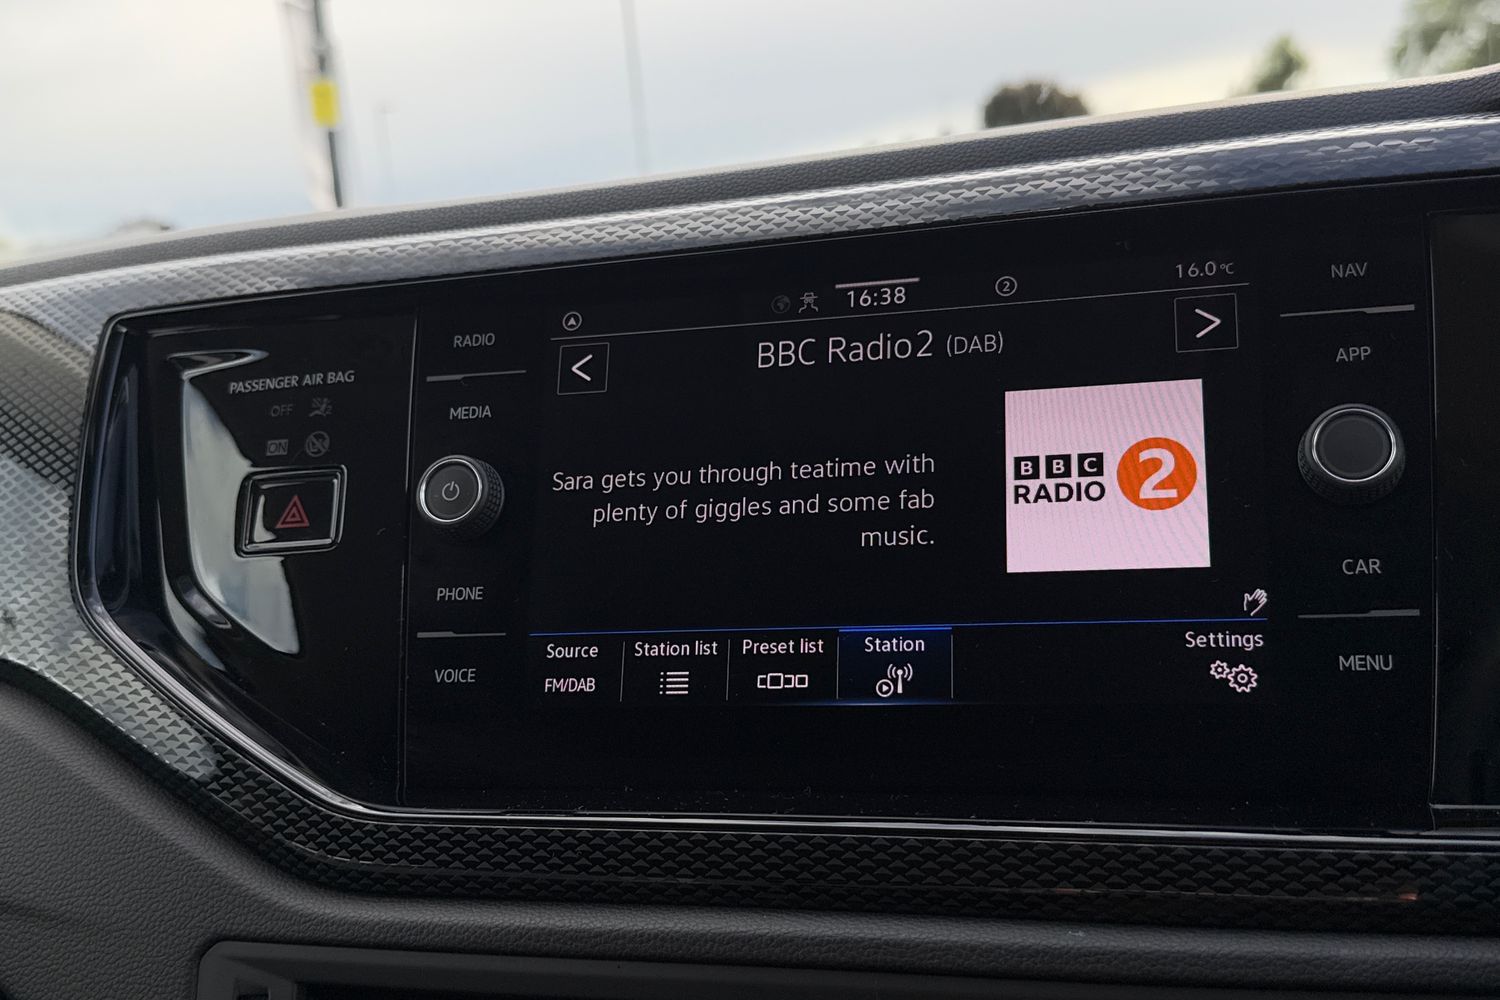 PASSENGER AIR BAG
OFF
ON
RADIO
MEDIA
PHONE
VOICE
16:38
2
16.0°C
BBC Radio2 (DAB)
Sara gets you through teatime with
plenty of giggles and some fab
music.
BBC
RADIO
2
Source
FM/DAB
Station list
Preset list
Station
Settings
NAV
APP
CAR
MENU